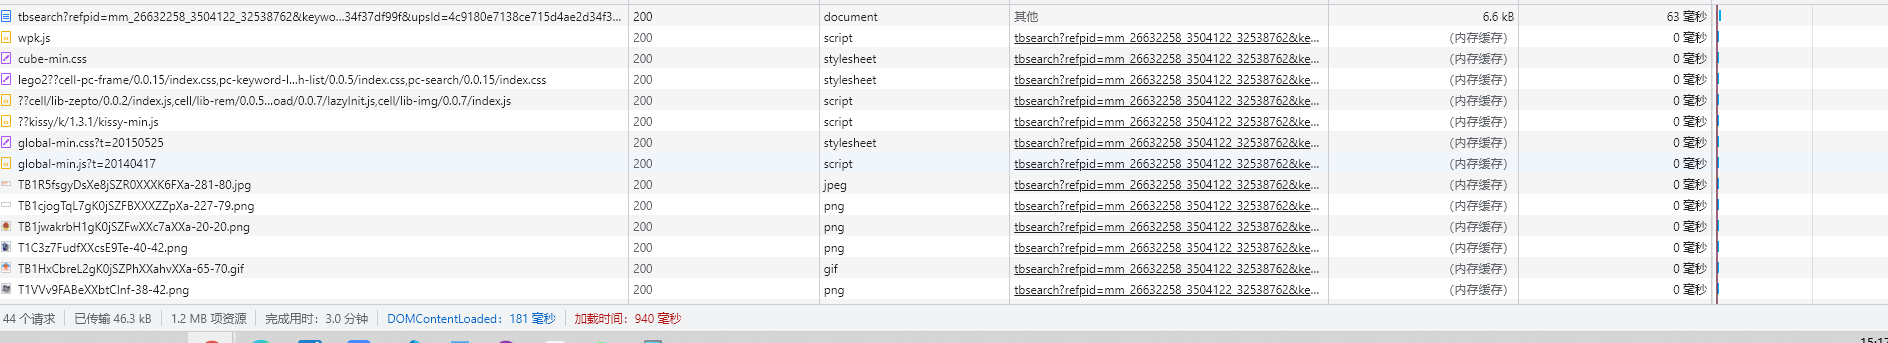 tbsearch?refpid=mm_26632258_3504122_32538762&keywo...34f37df99f&upsId=4c9180e7138ce715d4ae2d34f3... 200 document 其他 6.6 kB 63 毫秒
wpk.js 200 script tbsearch?refpid=mm_26632258_3504122_32538762&ke... (内存缓存) 0 毫秒
cube-min.css 200 stylesheet tbsearch?refpid=mm_26632258_3504122_32538762&ke... (内存缓存) 0 毫秒
lego2??cell-pc-frame/0.0.15/index.css,pc-keyword-l...h-list/0.0.5/index.css,pc-search/0.0.15/index.css 200 stylesheet tbsearch?refpid=mm_26632258_3504122_32538762&ke... (内存缓存) 0 毫秒
??cell/lib-zepto/0.0.2/index.js,cell/lib-rem/0.0.5...oad/0.0.7/lazyInit.js,cell/lib-img/0.0.7/index.js 200 script tbsearch?refpid=mm_26632258_3504122_32538762&ke... (内存缓存) 0 毫秒
??kissy/k/1.3.1/kissy-min.js 200 script tbsearch?refpid=mm_26632258_3504122_32538762&ke... (内存缓存) 0 毫秒
global-min.css?t=20150525 200 stylesheet tbsearch?refpid=mm_26632258_3504122_32538762&ke... (内存缓存) 0 毫秒
global-min.js?t=20140417 200 script tbsearch?refpid=mm_26632258_3504122_32538762&ke... (内存缓存) 0 毫秒
TB1R5fsgyDsXe8jSZR0XXXK6FXa-281-80.jpg 200 jpeg tbsearch?refpid=mm_26632258_3504122_32538762&ke... (内存缓存) 0 毫秒
TB1cjogTqL7gK0jSZFBXXXZZpXa-227-79.png 200 png tbsearch?refpid=mm_26632258_3504122_32538762&ke... (内存缓存) 0 毫秒
TB1jwakrbH1gK0jSZFwXXc7aXXa-20-20.png 200 png tbsearch?refpid=mm_26632258_3504122_32538762&ke... (内存缓存) 0 毫秒
T1C3z7FudfXXcsE9Te-40-42.png 200 png tbsearch?refpid=mm_26632258_3504122_32538762&ke... (内存缓存) 0 毫秒
TB1HxCbreL2gK0jSZPhXXahvXXa-65-70.gif 200 gif tbsearch?refpid=mm_26632258_3504122_32538762&ke... (内存缓存) 0 毫秒
T1VVv9FABeXXbtCInf-38-42.png 200 png tbsearch?refpid=mm_26632258_3504122_32538762&ke... (内存缓存) 0 毫秒
44 个请求 已传输 46.3 kB 1.2 MB 项资源 完成用时：3.0 分钟 DOMContentLoaded：181 毫秒 加载时间：940 毫秒